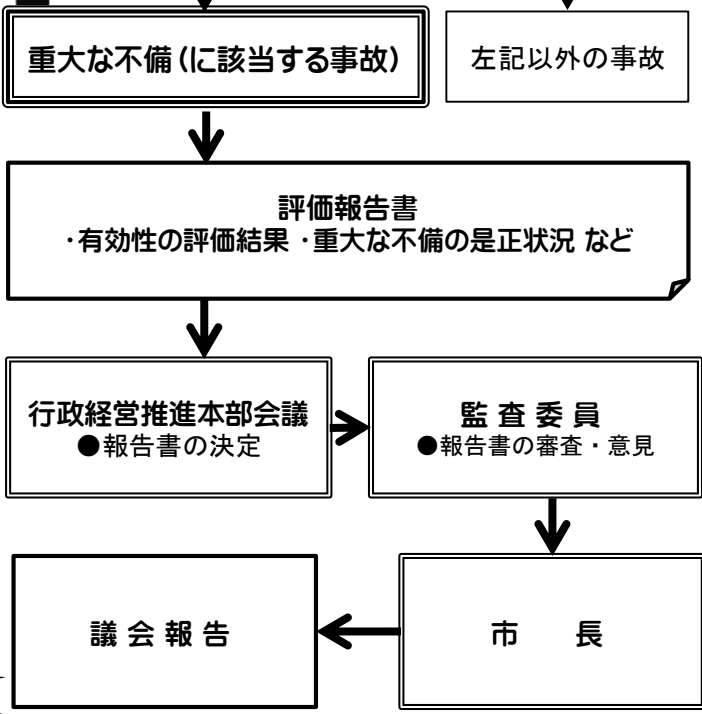 重大な不備(に該当する事故)
左記以外の事故
評価報告書
・有効性の評価結果 ・重大な不備の是正状況 など
行政経営推進本部会議
●報告書の決定
監 査 委 員
●報告書の審査・意見
議 会 報 告
市　　長